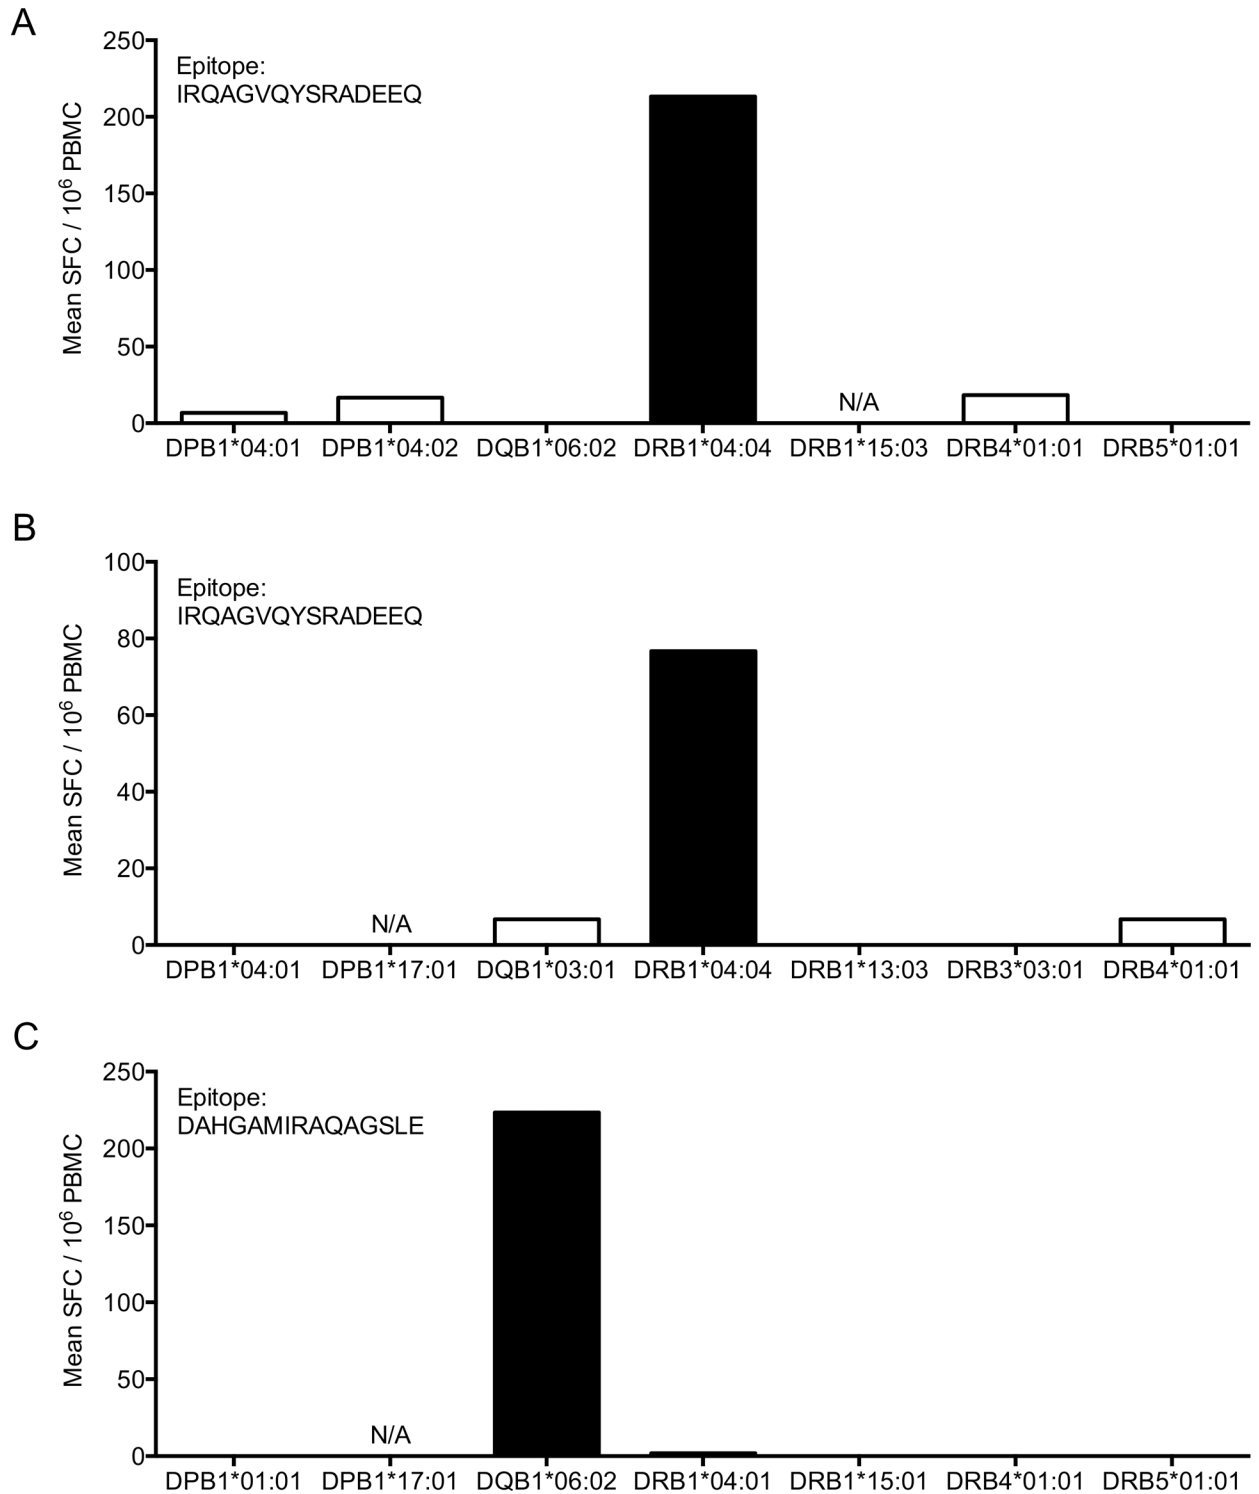 A
250
200
150
100
50
0
Mean SFC / 10⁶ PBMC
Epitope:
IRQAGVQYSRADEEQ
N/A
DPB1*04:01 DPB1*04:02 DQB1*06:02 DRB1*04:04 DRB1*15:03 DRB4*01:01 DRB5*01:01
B
100
80
60
40
20
0
Mean SFC / 10⁶ PBMC
Epitope:
IRQAGVQYSRADEEQ
N/A
DPB1*04:01 DPB1*17:01 DQB1*03:01 DRB1*04:04 DRB1*13:03 DRB3*03:01 DRB4*01:01
C
250
200
150
100
50
0
Mean SFC / 10⁶ PBMC
Epitope:
DAHGAMIRAQAGSLE
N/A
DPB1*01:01 DPB1*17:01 DQB1*06:02 DRB1*04:01 DRB1*15:01 DRB4*01:01 DRB5*01:01